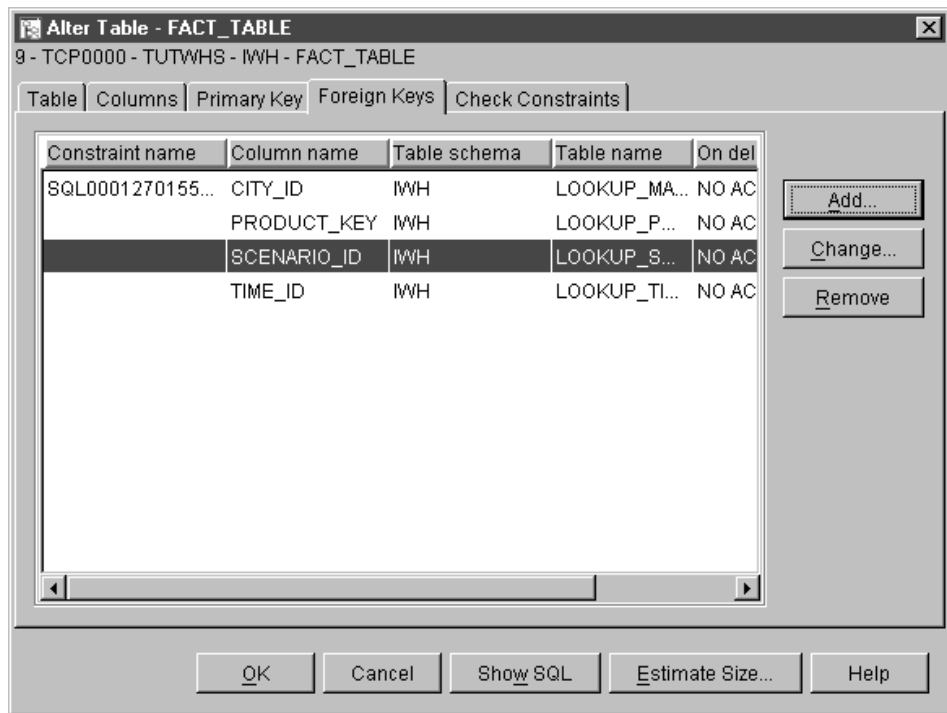 Alter Table - FACT_TABLE
9 - TCP0000 - TUTWHS - IWH - FACT_TABLE
Table Columns Primary Key Foreign Keys Check Constraints
Constraint name Column name Table schema Table name On del
SQL0001270155... CITY_ID IWH LOOKUP_MA... NO AC
PRODUCT_KEY IWH LOOKUP_P... NO AC
SCENARIO_ID IWH LOOKUP_S... NO AC
TIME_ID IWH LOOKUP_TI... NO AC
Add...
Change...
Remove
OK Cancel Show SQL Estimate Size... Help